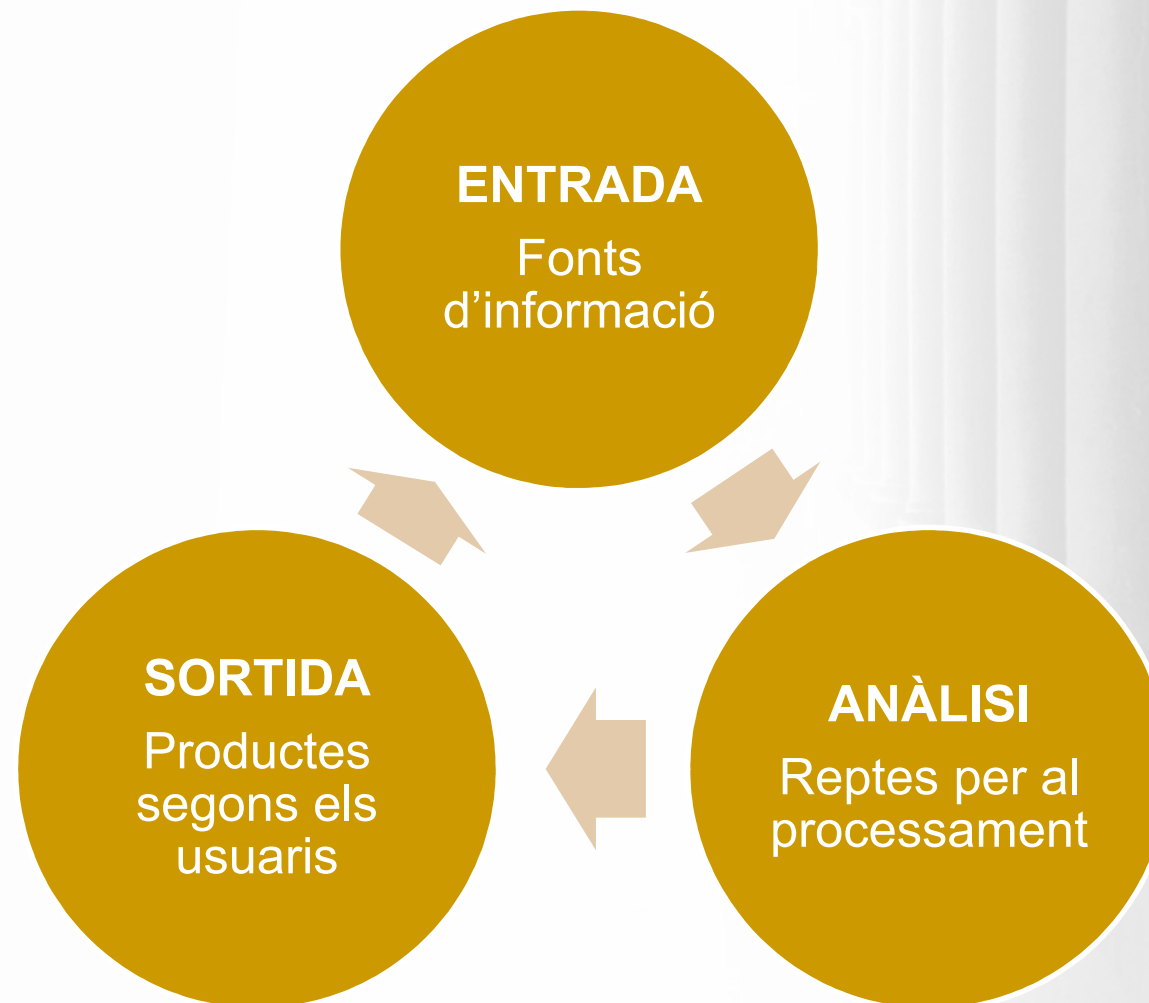 ENTRADA
Fonts
d’informació
ANÀLISI
Reptes per al
processament
SORTIDA
Productes
segons els
usuaris